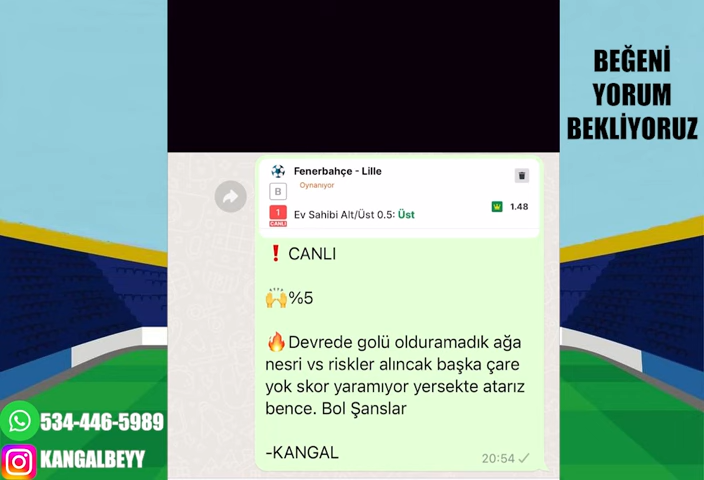 BEĞENİ
YORUM
BEKLİYORUZ
Fenerbahçe - Lille
Oynanıyor
B
1
CANLI
Ev Sahibi Alt/Üst 0.5: Üst
1.48
❗ CANLI
🙌%5
🔥Devrede golü olduramadık ağa
nesri vs riskler alıncak başka çare
yok skor yaramıyor yersekte atarız
bence. Bol Şanslar
-KANGAL
20:54
534-446-5989
KANGALBEYY